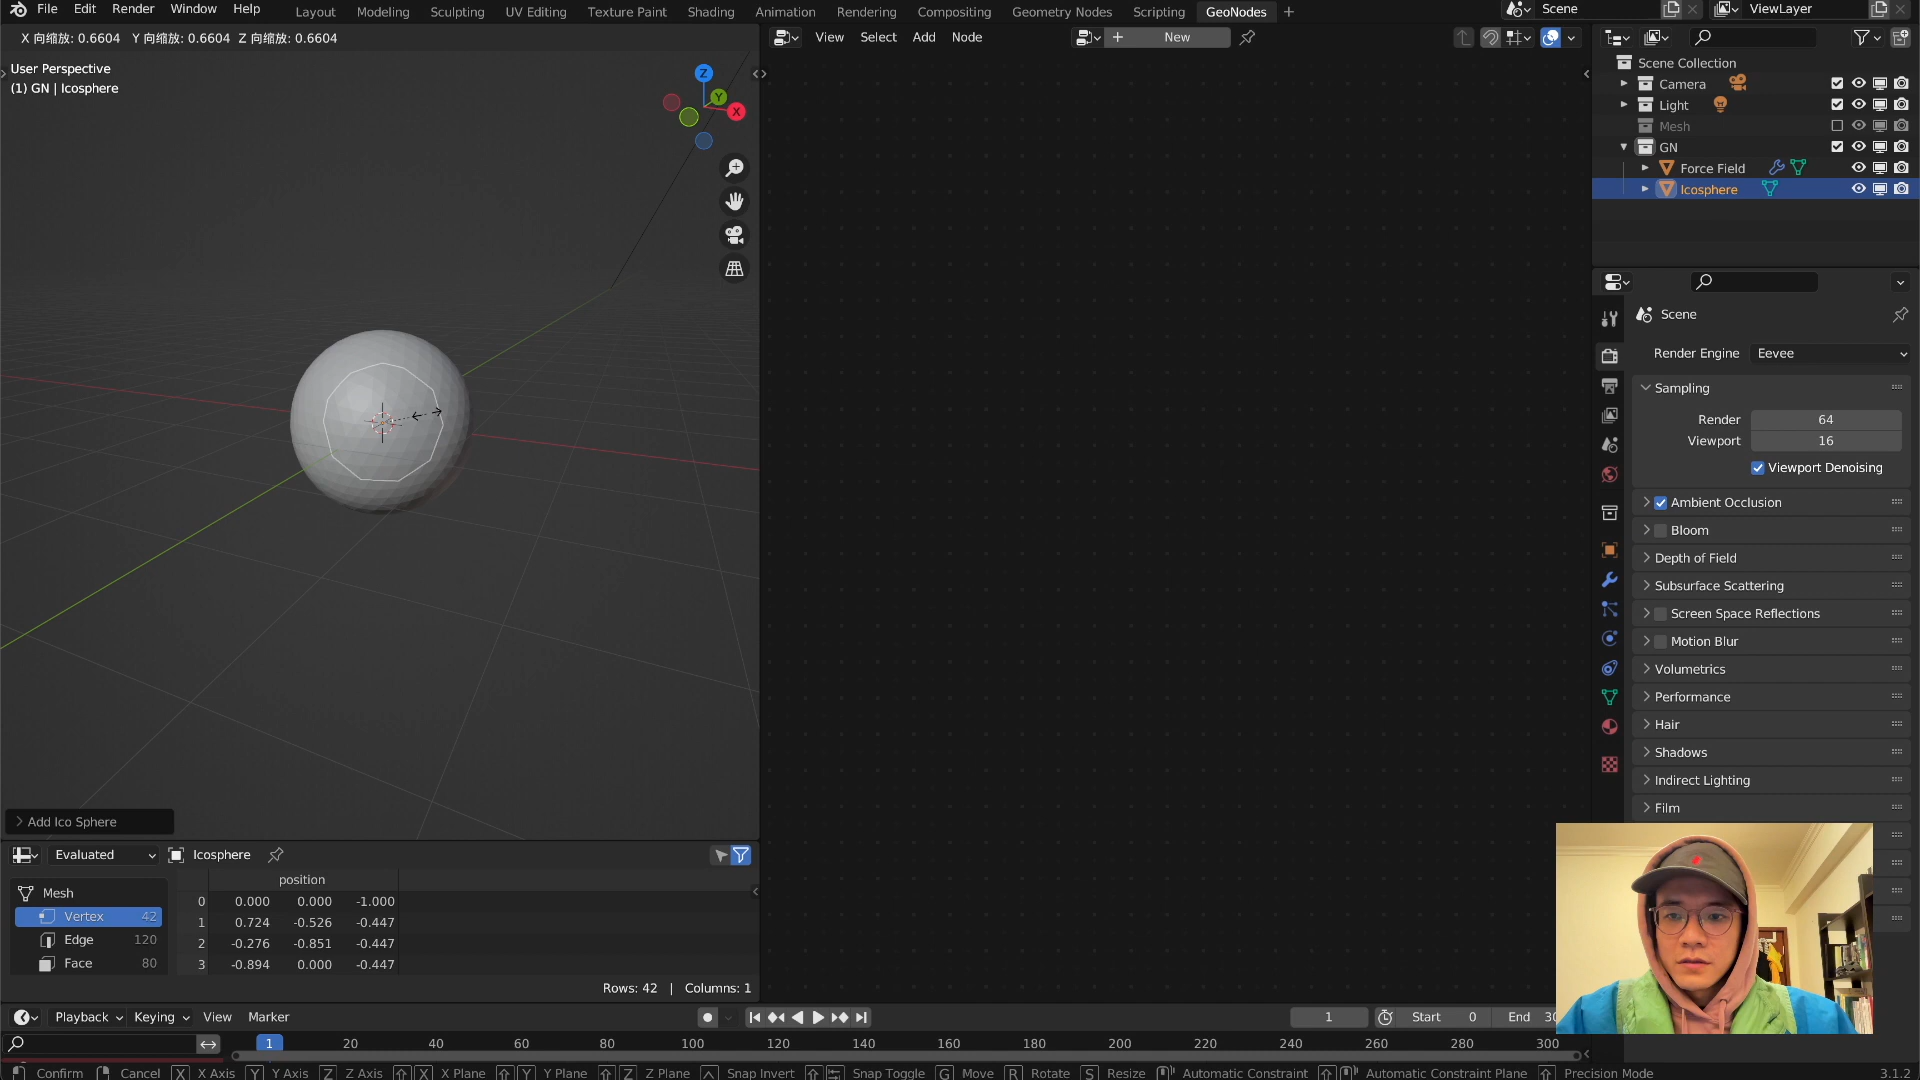 File Edit Render Window Help Layout Modeling Sculpting UV Editing Texture Paint Shading Animation Rendering Compositing Geometry Nodes Scripting GeoNodes + Scene ViewLayer
X 向缩放: 0.6604 Y 向缩放: 0.6604 Z 向缩放: 0.6604
View Select Add Node + New
User Perspective
(1) GN | Icosphere
Z
Y
X
Scene Collection
Camera
Light
Mesh
GN
Force Field
Icosphere
Scene
Render Engine Eevee
Sampling
Render 64
Viewport 16
Viewport Denoising
Ambient Occlusion
Bloom
Depth of Field
Subsurface Scattering
Screen Space Reflections
Motion Blur
Volumetrics
Performance
Hair
Shadows
Indirect Lighting
Film
Add Ico Sphere
Evaluated Icosphere
position
Mesh
Vertex 42
Edge 120
Face 80
0 0.000 0.000 -1.000
1 0.724 -0.526 -0.447
2 -0.276 -0.851 -0.447
3 -0.894 0.000 -0.447
Rows: 42 | Columns: 1
Playback Keying View Marker 1 Start 0 End 30
1 20 40 60 80 100 120 140 160 180 200 220 240 260 280 300
Confirm Cancel X X Axis Y Y Axis Z Z Axis X X Plane Y Y Plane Z Z Plane Snap Invert Snap Toggle G Move R Rotate S Resize Automatic Constraint Automatic Constraint Plane Precision Mode 3.1.2